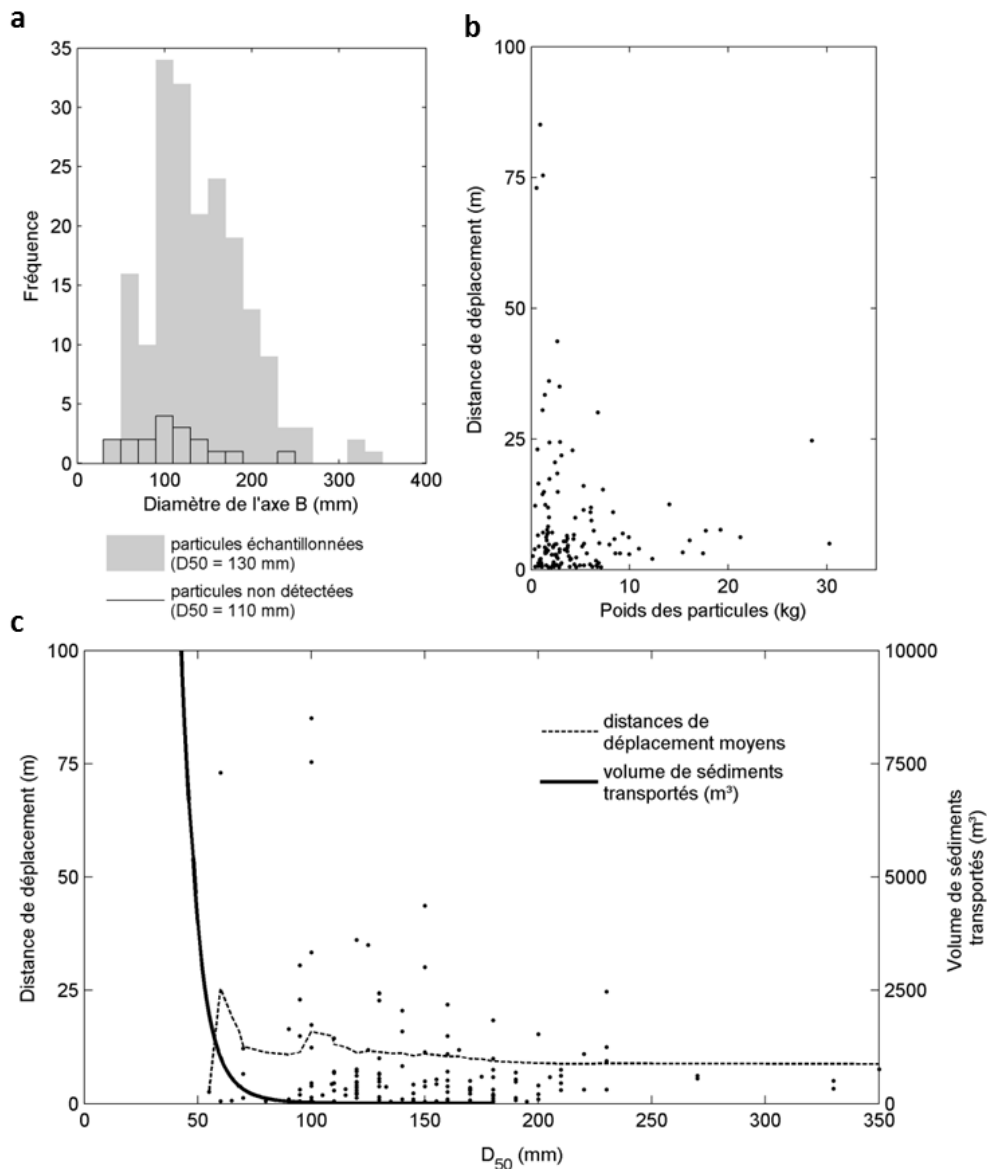 a
35
30
25
20
15
10
5
0
0
100
200
300
400
Fréquence
Diamètre de l'axe B (mm)
particules échantillonnées
(D50 = 130 mm)
particules non détectées
(D50 = 110 mm)
b
100
75
50
25
0
0
10
20
30
Distance de déplacement (m)
Poids des particules (kg)
c
100
75
50
25
0
0
50
100
150
200
250
300
350
10000
7500
5000
2500
0
Distance de déplacement (m)
distances de
déplacement moyens
volume de sédiments
transportés (m³)
Volume de sédiments
transportés (m³)
D50 (mm)